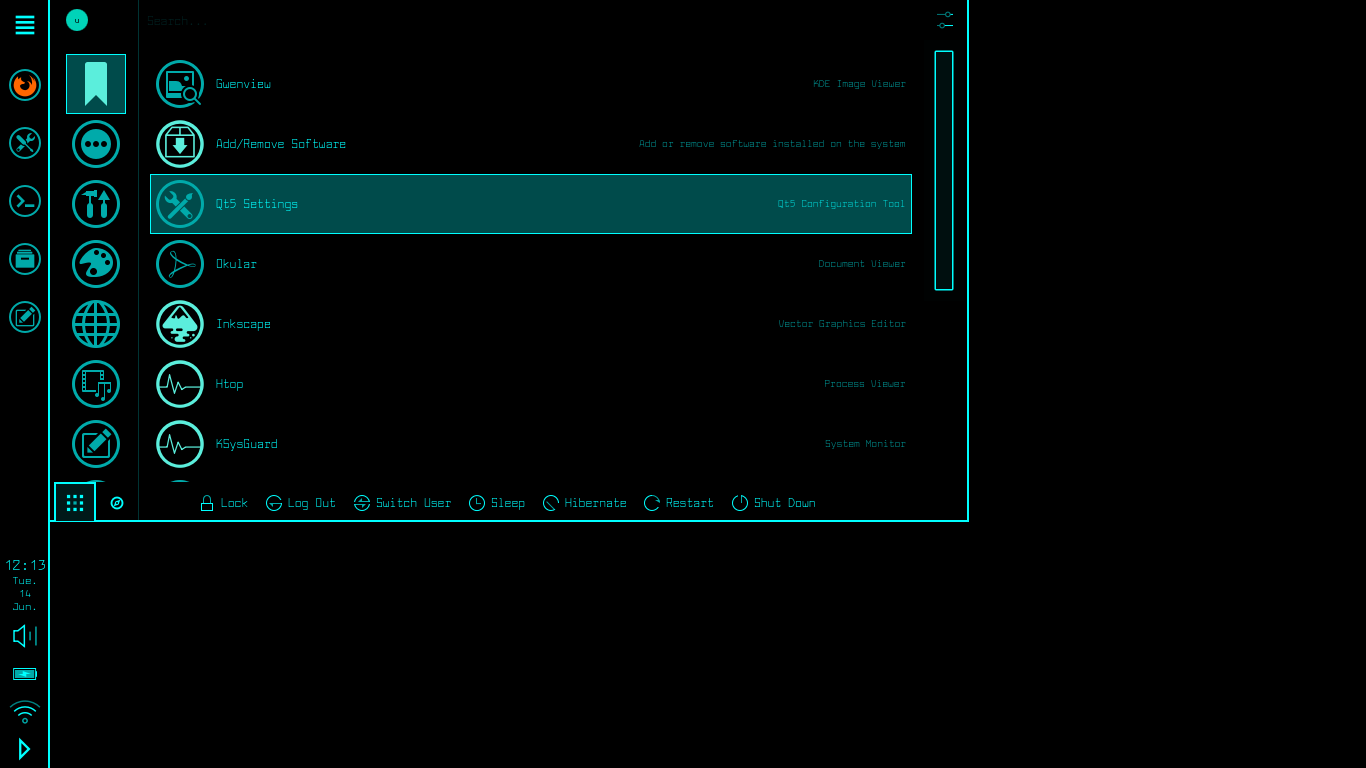 u
Search...
Gwenview KDE Image Viewer
Add/Remove Software Add or remove software installed on the system
Qt5 Settings Qt5 Configuration Tool
Okular Document Viewer
Inkscape Vector Graphics Editor
Htop Process Viewer
KSysGuard System Monitor
Lock Log Out Switch User Sleep Hibernate Restart Shut Down
12:13
Tue.
14
Jun.